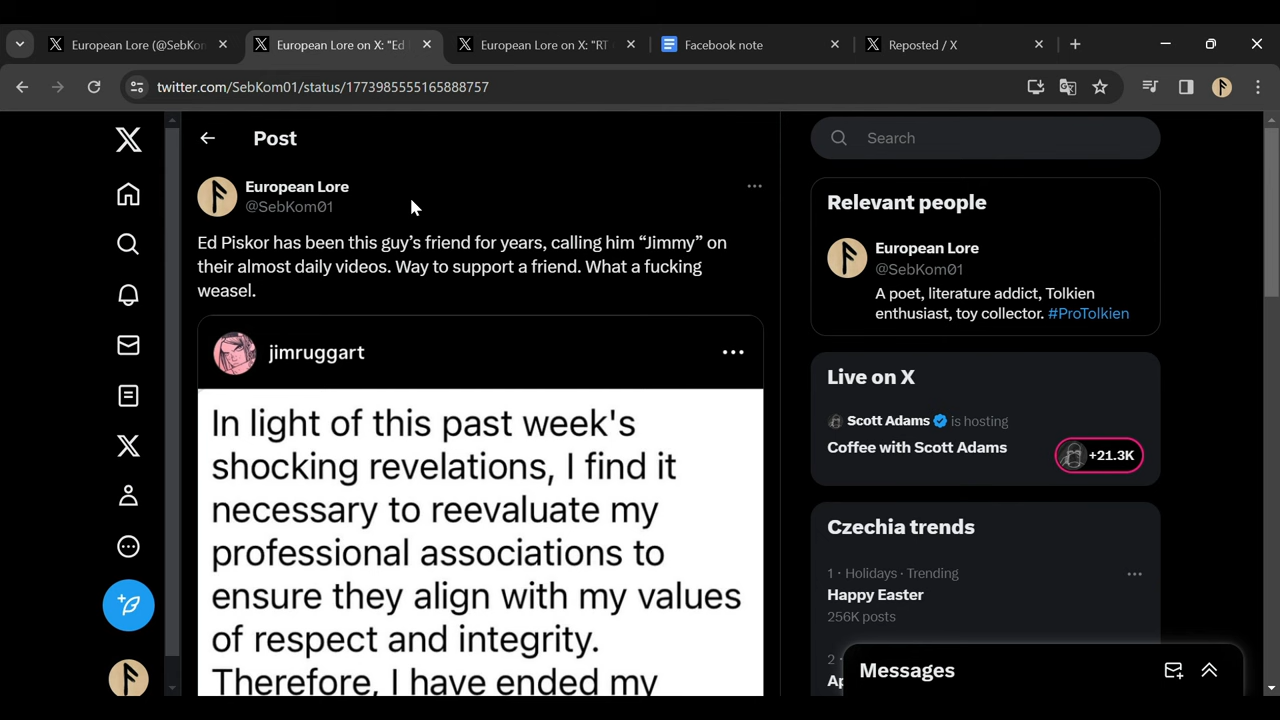 European Lore (@SebKon
European Lore on X: "Ed
European Lore on X: "RT
Facebook note
Reposted / X
twitter.com/SebKom01/status/1773985555165888757
Post
Search
European Lore
@SebKom01
Ed Piskor has been this guy's friend for years, calling him “Jimmy” on
their almost daily videos. Way to support a friend. What a fucking
weasel.
jimruggart
In light of this past week's
shocking revelations, I find it
necessary to reevaluate my
professional associations to
ensure they align with my values
of respect and integrity.
Therefore, I have ended my
Relevant people
European Lore
@SebKom01
A poet, literature addict, Tolkien
enthusiast, toy collector. #ProTolkien
Live on X
Scott Adams is hosting
Coffee with Scott Adams
+21.3K
Czechia trends
1 · Holidays · Trending
Happy Easter
256K posts
2 ·
Ap
Messages